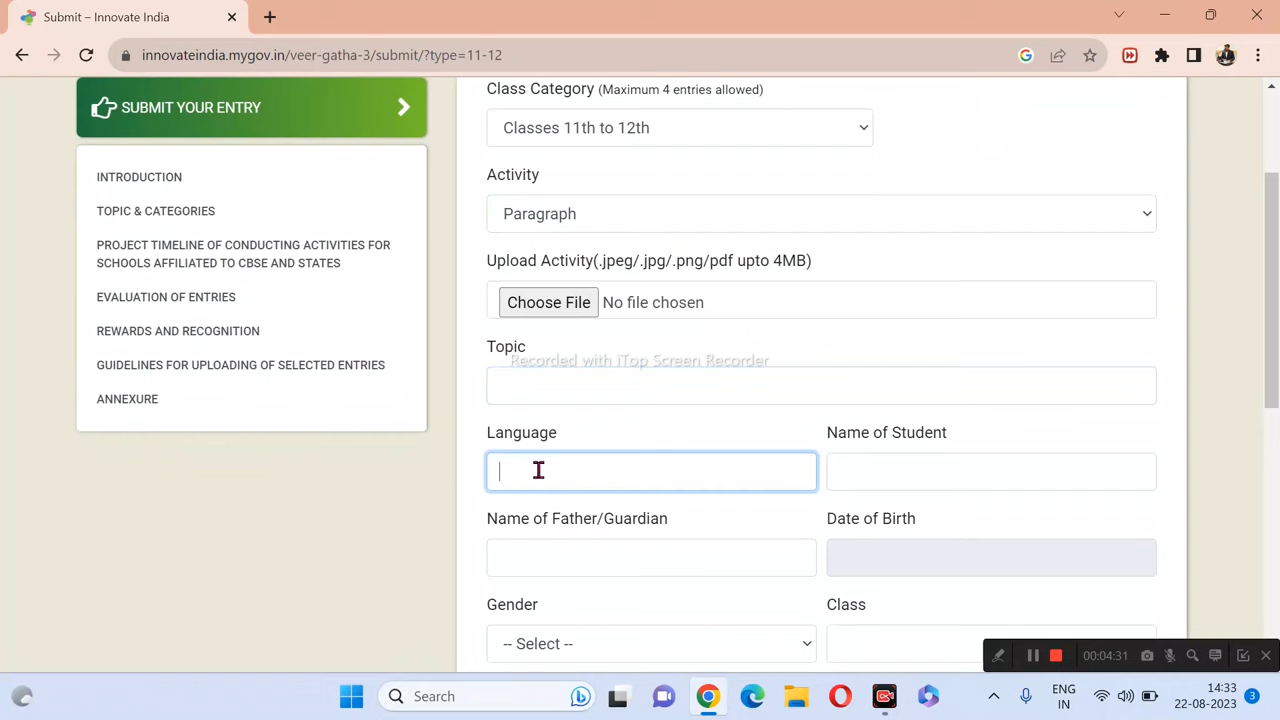 Submit – Innovate India
innovateindia.mygov.in/veer-gatha-3/submit/?type=11-12
SUBMIT YOUR ENTRY
INTRODUCTION
TOPIC & CATEGORIES
PROJECT TIMELINE OF CONDUCTING ACTIVITIES FOR
SCHOOLS AFFILIATED TO CBSE AND STATES
EVALUATION OF ENTRIES
REWARDS AND RECOGNITION
GUIDELINES FOR UPLOADING OF SELECTED ENTRIES
ANNEXURE
Class Category (Maximum 4 entries allowed)
Classes 11th to 12th
Activity
Paragraph
Upload Activity(.jpeg/.jpg/.png/pdf upto 4MB)
Choose File No file chosen
Topic
Recorded with iTop Screen Recorder
Language Name of Student
Name of Father/Guardian Date of Birth
Gender Class
-- Select --
00:04:31
Search
ENG
IN
14:33
22-08-2023
3